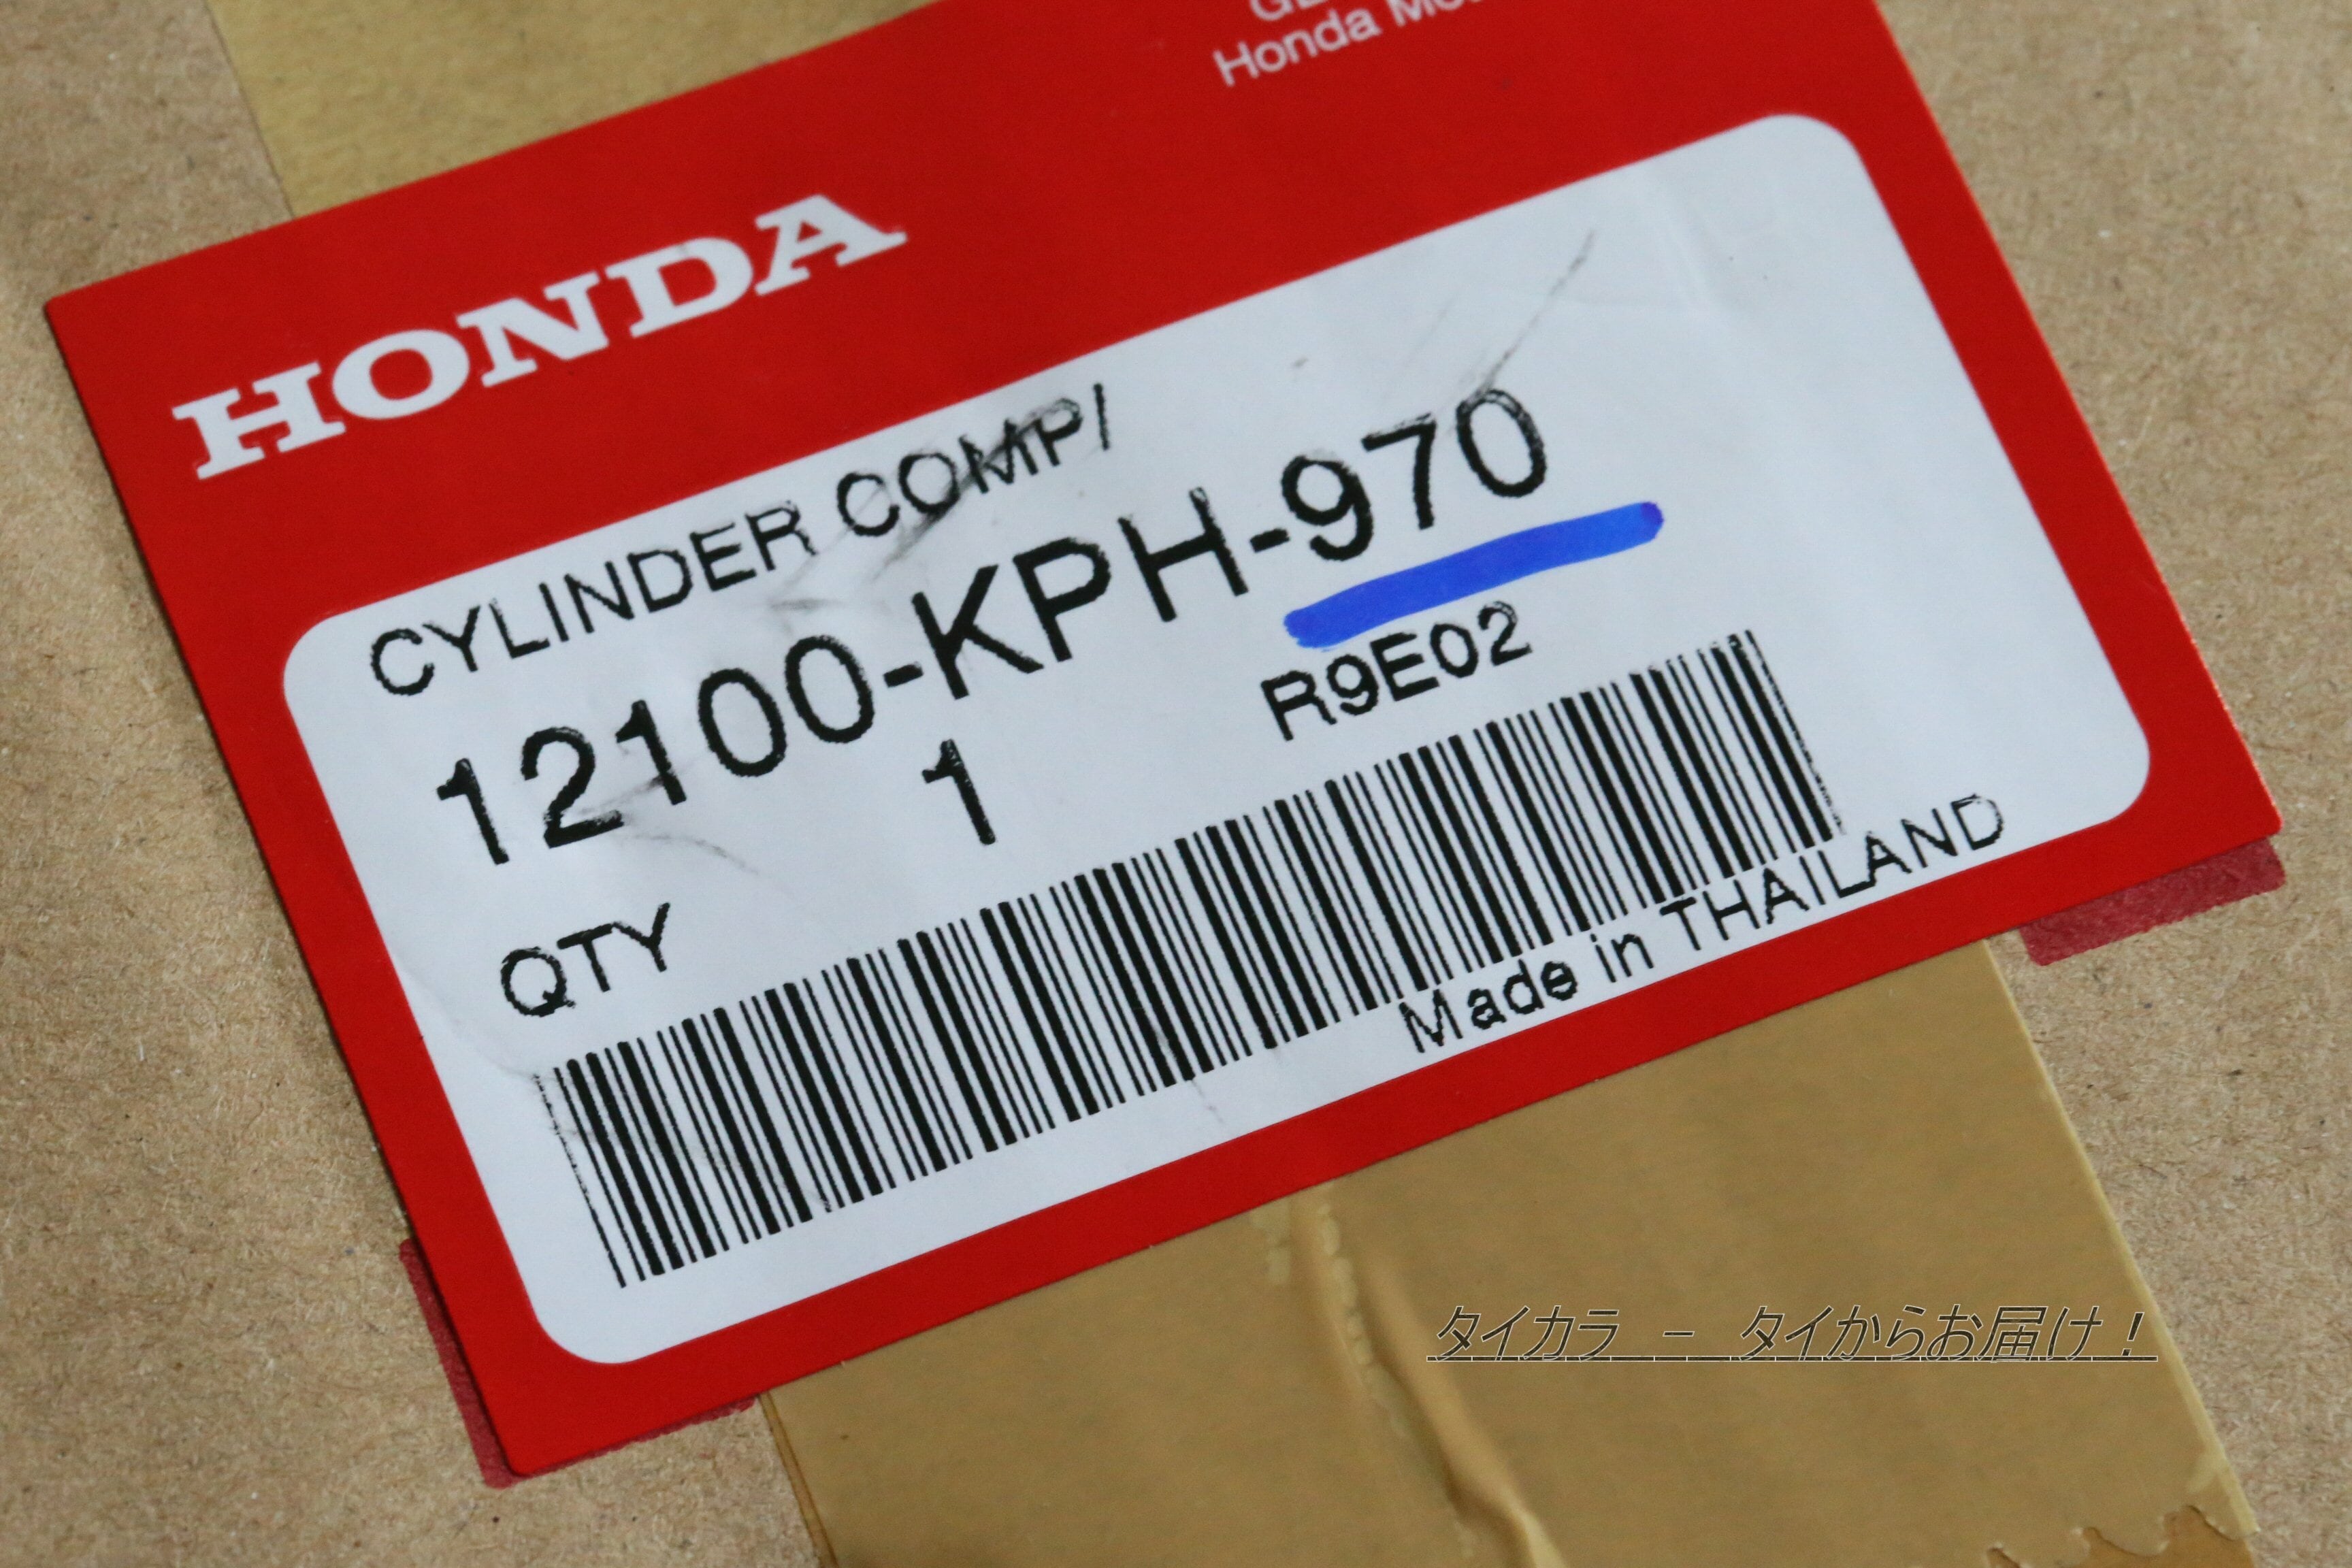 Honda
HONDA
CYLINDER COMP/
12100-KPH-970
1
R9E02
QTY
Made in THAILAND
タイカラ － タイからお届け！